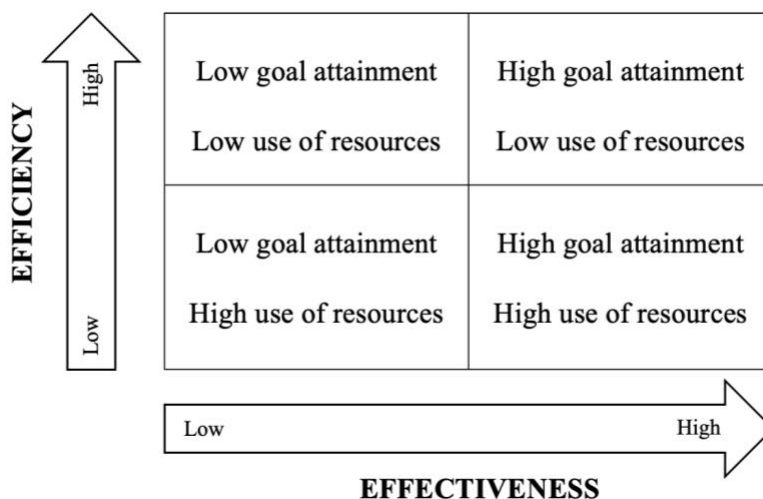 EFFICIENCY
High
Low
Low goal attainment
Low use of resources
High goal attainment
Low use of resources
Low goal attainment
High use of resources
High goal attainment
High use of resources
Low
High
EFFECTIVENESS